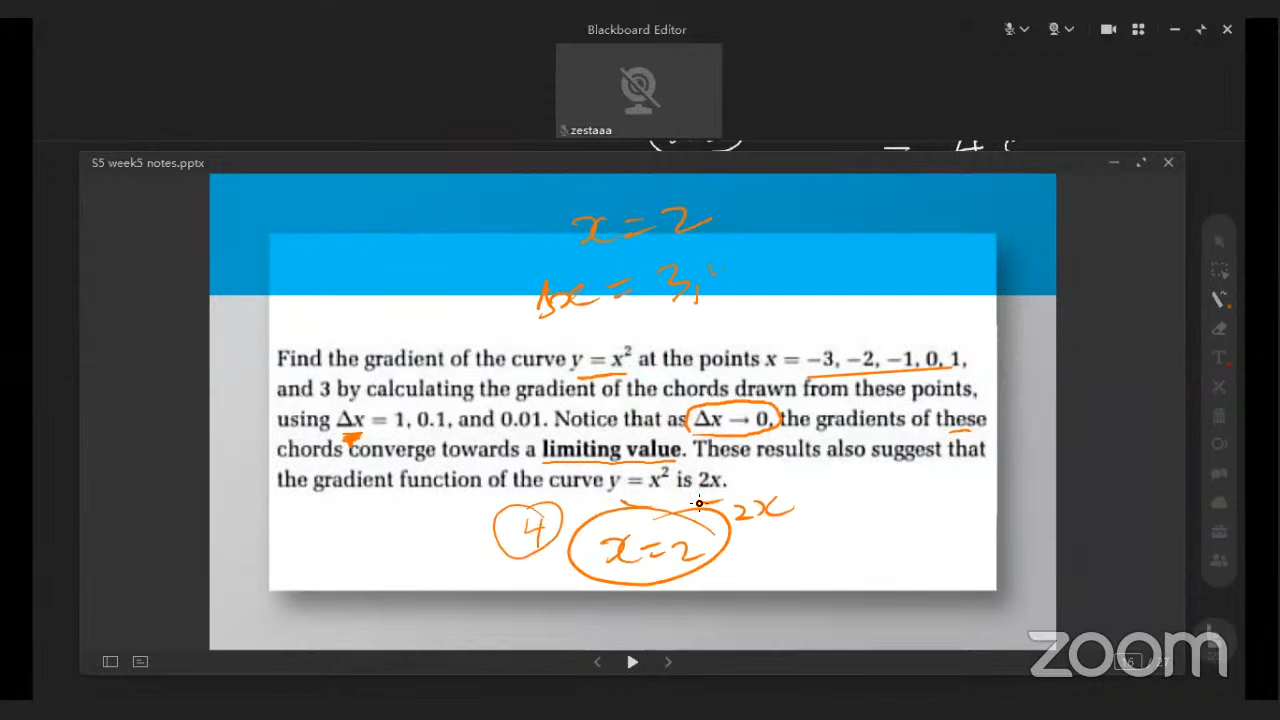 Blackboard Editor
zestaaa
S5 week5 notes.pptx
x = 2
Δx = 3,
Find the gradient of the curve y = x² at the points x = −3, −2, −1, 0, 1,
and 3 by calculating the gradient of the chords drawn from these points,
using Δx = 1, 0.1, and 0.01. Notice that as Δx → 0, the gradients of these
chords converge towards a limiting value. These results also suggest that
the gradient function of the curve y = x² is 2x.
2x
4 x = 2
zoom
16 / 27